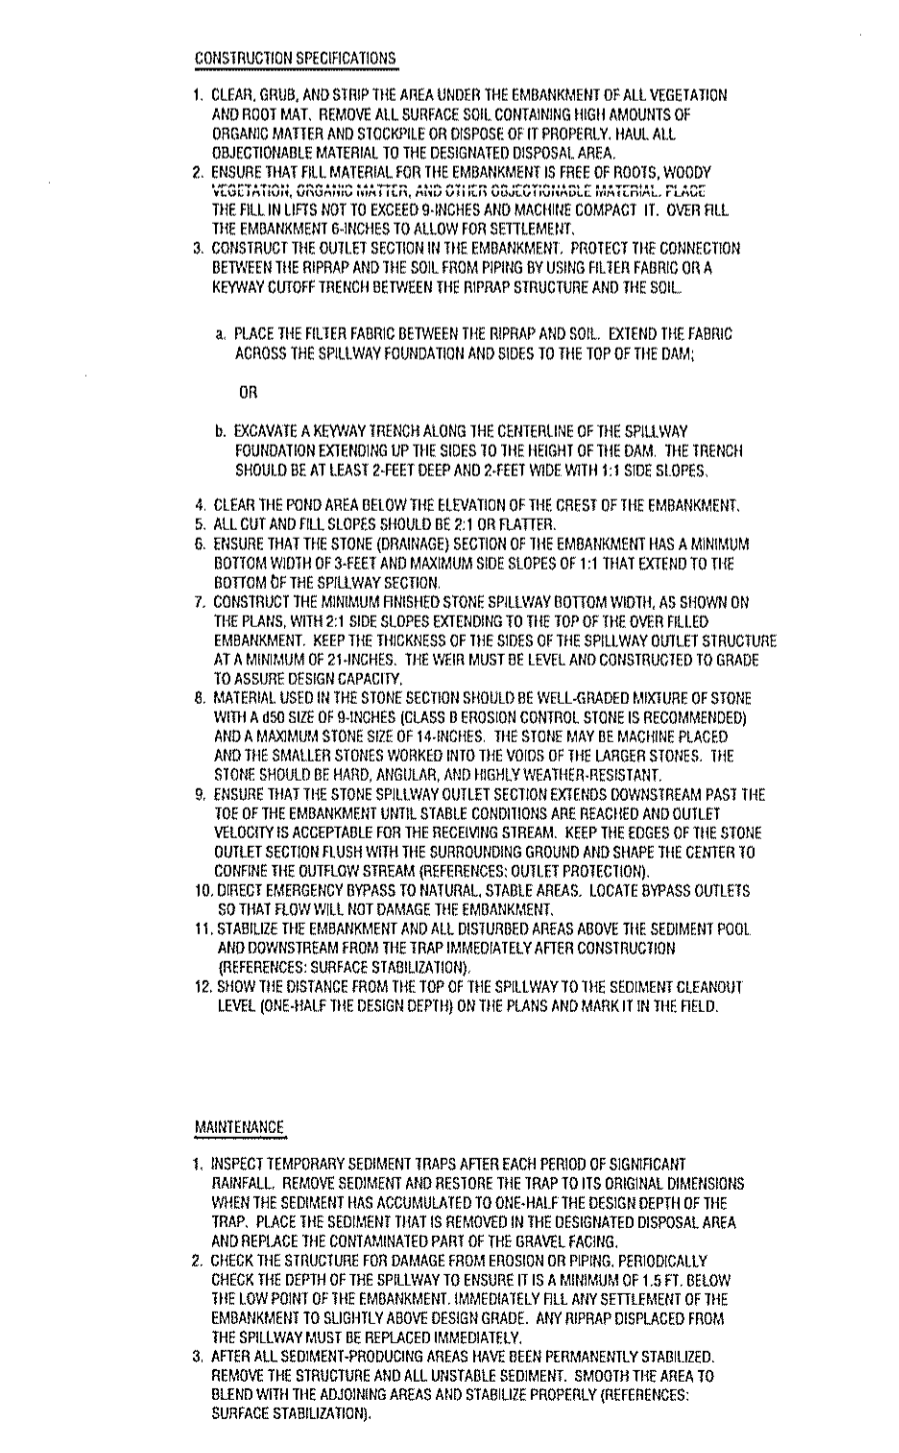 CONSTRUCTION SPECIFICATIONS
1. CLEAR, GRUB, AND STRIP THE AREA UNDER THE EMBANKMENT OF ALL VEGETATION
AND ROOT MAT. REMOVE ALL SURFACE SOIL CONTAINING HIGH AMOUNTS OF
ORGANIC MATTER AND STOCKPILE OR DISPOSE OF IT PROPERLY. HAUL ALL
OBJECTIONABLE MATERIAL TO THE DESIGNATED DISPOSAL AREA.
2. ENSURE THAT FILL MATERIAL FOR THE EMBANKMENT IS FREE OF ROOTS, WOODY
VEGETATION, ORGANIC MATTER, AND OTHER OBJECTIONABLE MATERIAL. PLACE
THE FILL IN LIFTS NOT TO EXCEED 9-INCHES AND MACHINE COMPACT IT. OVER FILL
THE EMBANKMENT 6-INCHES TO ALLOW FOR SETTLEMENT.
3. CONSTRUCT THE OUTLET SECTION IN THE EMBANKMENT. PROTECT THE CONNECTION
BETWEEN THE RIPRAP AND THE SOIL FROM PIPING BY USING FILTER FABRIC OR A
KEYWAY CUTOFF TRENCH BETWEEN THE RIPRAP STRUCTURE AND THE SOIL.
a. PLACE THE FILTER FABRIC BETWEEN THE RIPRAP AND SOIL. EXTEND THE FABRIC
ACROSS THE SPILLWAY FOUNDATION AND SIDES TO THE TOP OF THE DAM;
OR
b. EXCAVATE A KEYWAY TRENCH ALONG THE CENTERLINE OF THE SPILLWAY
FOUNDATION EXTENDING UP THE SIDES TO THE HEIGHT OF THE DAM. THE TRENCH
SHOULD BE AT LEAST 2-FEET DEEP AND 2-FEET WIDE WITH 1:1 SIDE SLOPES.
4. CLEAR THE POND AREA BELOW THE ELEVATION OF THE CREST OF THE EMBANKMENT.
5. ALL CUT AND FILL SLOPES SHOULD BE 2:1 OR FLATTER.
6. ENSURE THAT THE STONE (DRAINAGE) SECTION OF THE EMBANKMENT HAS A MINIMUM
BOTTOM WIDTH OF 3-FEET AND MAXIMUM SIDE SLOPES OF 1:1 THAT EXTEND TO THE
BOTTOM OF THE SPILLWAY SECTION.
7. CONSTRUCT THE MINIMUM FINISHED STONE SPILLWAY BOTTOM WIDTH, AS SHOWN ON
THE PLANS, WITH 2:1 SIDE SLOPES EXTENDING TO THE TOP OF THE OVER FILLED
EMBANKMENT. KEEP THE THICKNESS OF THE SIDES OF THE SPILLWAY OUTLET STRUCTURE
AT A MINIMUM OF 21-INCHES. THE WEIR MUST BE LEVEL AND CONSTRUCTED TO GRADE
TO ASSURE DESIGN CAPACITY.
8. MATERIAL USED IN THE STONE SECTION SHOULD BE WELL-GRADED MIXTURE OF STONE
WITH A d50 SIZE OF 9-INCHES (CLASS B EROSION CONTROL STONE IS RECOMMENDED)
AND A MAXIMUM STONE SIZE OF 14-INCHES. THE STONE MAY BE MACHINE PLACED
AND THE SMALLER STONES WORKED INTO THE VOIDS OF THE LARGER STONES. THE
STONE SHOULD BE HARD, ANGULAR, AND HIGHLY WEATHER-RESISTANT.
9. ENSURE THAT THE STONE SPILLWAY OUTLET SECTION EXTENDS DOWNSTREAM PAST THE
TOE OF THE EMBANKMENT UNTIL STABLE CONDITIONS ARE REACHED AND OUTLET
VELOCITY IS ACCEPTABLE FOR THE RECEIVING STREAM. KEEP THE EDGES OF THE STONE
OUTLET SECTION FLUSH WITH THE SURROUNDING GROUND AND SHAPE THE CENTER TO
CONFINE THE OUTFLOW STREAM (REFERENCES: OUTLET PROTECTION).
10. DIRECT EMERGENCY BYPASS TO NATURAL, STABLE AREAS. LOCATE BYPASS OUTLETS
SO THAT FLOW WILL NOT DAMAGE THE EMBANKMENT.
11. STABILIZE THE EMBANKMENT AND ALL DISTURBED AREAS ABOVE THE SEDIMENT POOL
AND DOWNSTREAM FROM THE TRAP IMMEDIATELY AFTER CONSTRUCTION
(REFERENCES: SURFACE STABILIZATION).
12. SHOW THE DISTANCE FROM THE TOP OF THE SPILLWAY TO THE SEDIMENT CLEANOUT
LEVEL (ONE-HALF THE DESIGN DEPTH) ON THE PLANS AND MARK IT IN THE FIELD.
MAINTENANCE
1. INSPECT TEMPORARY SEDIMENT TRAPS AFTER EACH PERIOD OF SIGNIFICANT
RAINFALL. REMOVE SEDIMENT AND RESTORE THE TRAP TO ITS ORIGINAL DIMENSIONS
WHEN THE SEDIMENT HAS ACCUMULATED TO ONE-HALF THE DESIGN DEPTH OF THE
TRAP. PLACE THE SEDIMENT THAT IS REMOVED IN THE DESIGNATED DISPOSAL AREA
AND REPLACE THE CONTAMINATED PART OF THE GRAVEL FACING.
2. CHECK THE STRUCTURE FOR DAMAGE FROM EROSION OR PIPING. PERIODICALLY
CHECK THE DEPTH OF THE SPILLWAY TO ENSURE IT IS A MINIMUM OF 1.5 FT. BELOW
THE LOW POINT OF THE EMBANKMENT. IMMEDIATELY FILL ANY SETTLEMENT OF THE
EMBANKMENT TO SLIGHTLY ABOVE DESIGN GRADE. ANY RIPRAP DISPLACED FROM
THE SPILLWAY MUST BE REPLACED IMMEDIATELY.
3. AFTER ALL SEDIMENT-PRODUCING AREAS HAVE BEEN PERMANENTLY STABILIZED.
REMOVE THE STRUCTURE AND ALL UNSTABLE SEDIMENT. SMOOTH THE AREA TO
BLEND WITH THE ADJOINING AREAS AND STABILIZE PROPERLY (REFERENCES:
SURFACE STABILIZATION).